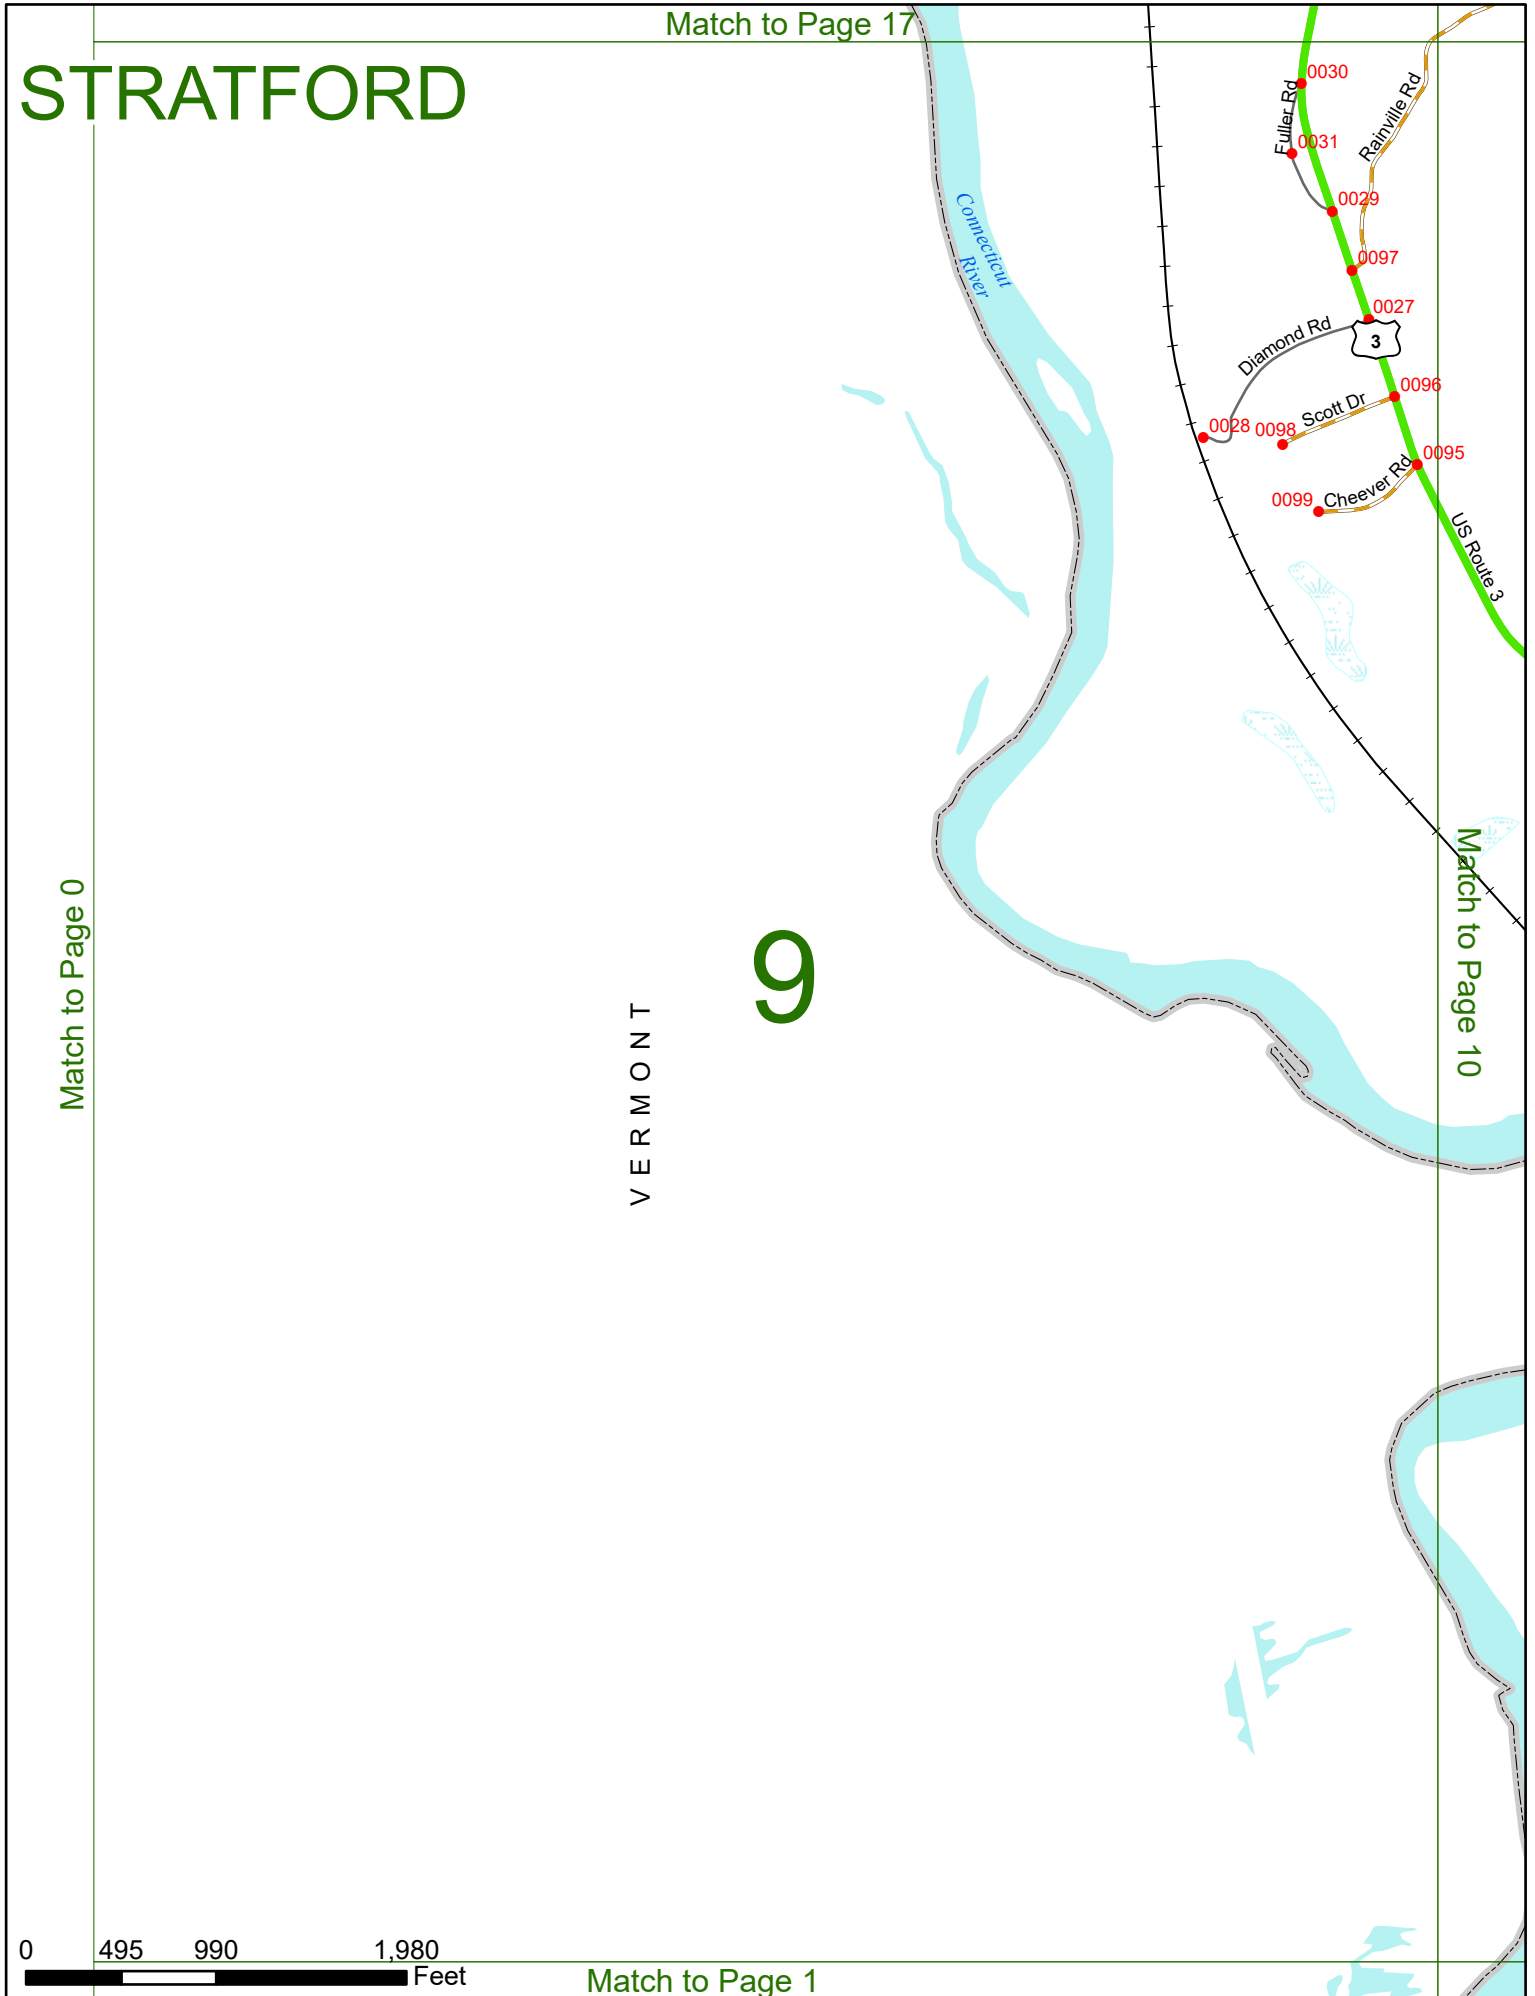 Match to Page 17
STRATFORD
0030
Fuller Rd
Rainville Rd
0031
0029
Connecticut
River
0097
0027
Diamond Rd
3
0096
Scott Dr
0028
0098
0095
Cheever Rd
0099
US Route 3
Match to Page 0
Match to Page 10
9
VERMONT
0 495 990 1,980
Feet
Match to Page 1